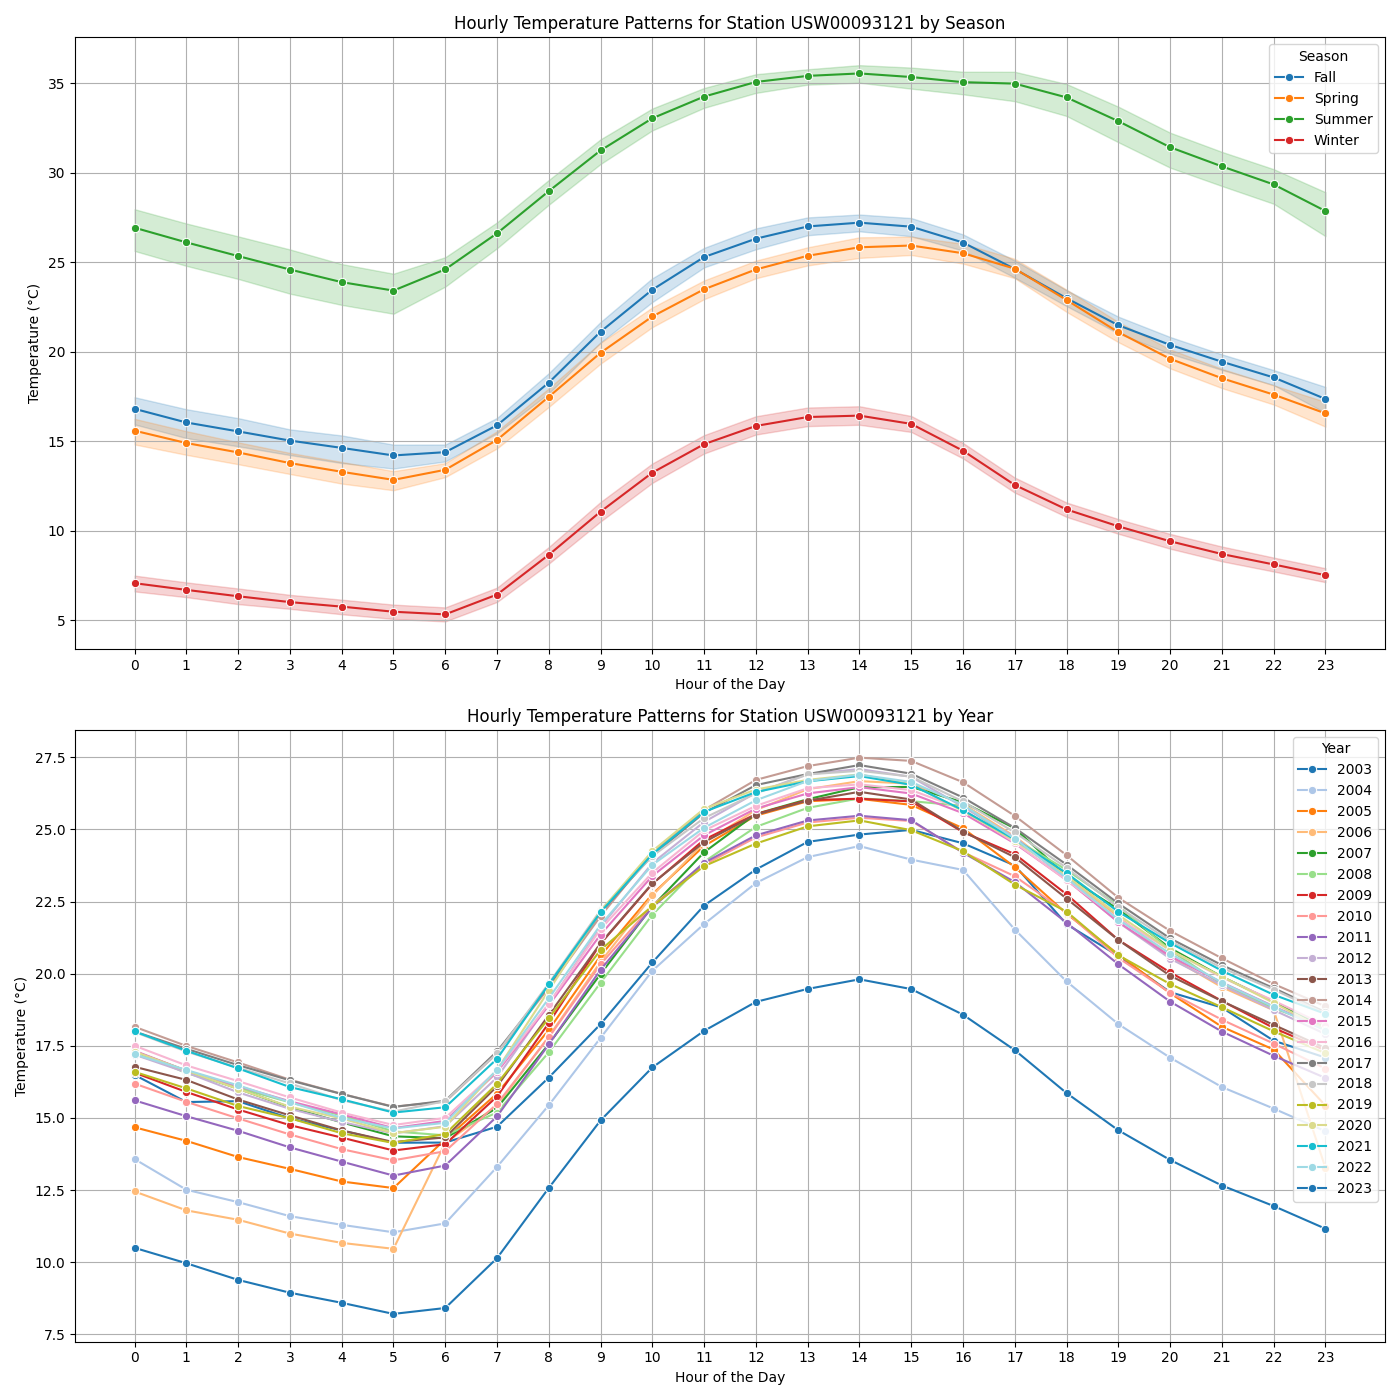 Hourly Temperature Patterns for Station USW00093121 by Season
Temperature (°C)
35
30
25
20
15
10
5
Season
Fall
Spring
Summer
Winter
0 1 2 3 4 5 6 7 8 9 10 11 12 13 14 15 16 17 18 19 20 21 22 23
Hour of the Day
Hourly Temperature Patterns for Station USW00093121 by Year
Temperature (°C)
27.5
25.0
22.5
20.0
17.5
15.0
12.5
10.0
7.5
Year
2003
2004
2005
2006
2007
2008
2009
2010
2011
2012
2013
2014
2015
2016
2017
2018
2019
2020
2021
2022
2023
0 1 2 3 4 5 6 7 8 9 10 11 12 13 14 15 16 17 18 19 20 21 22 23
Hour of the Day